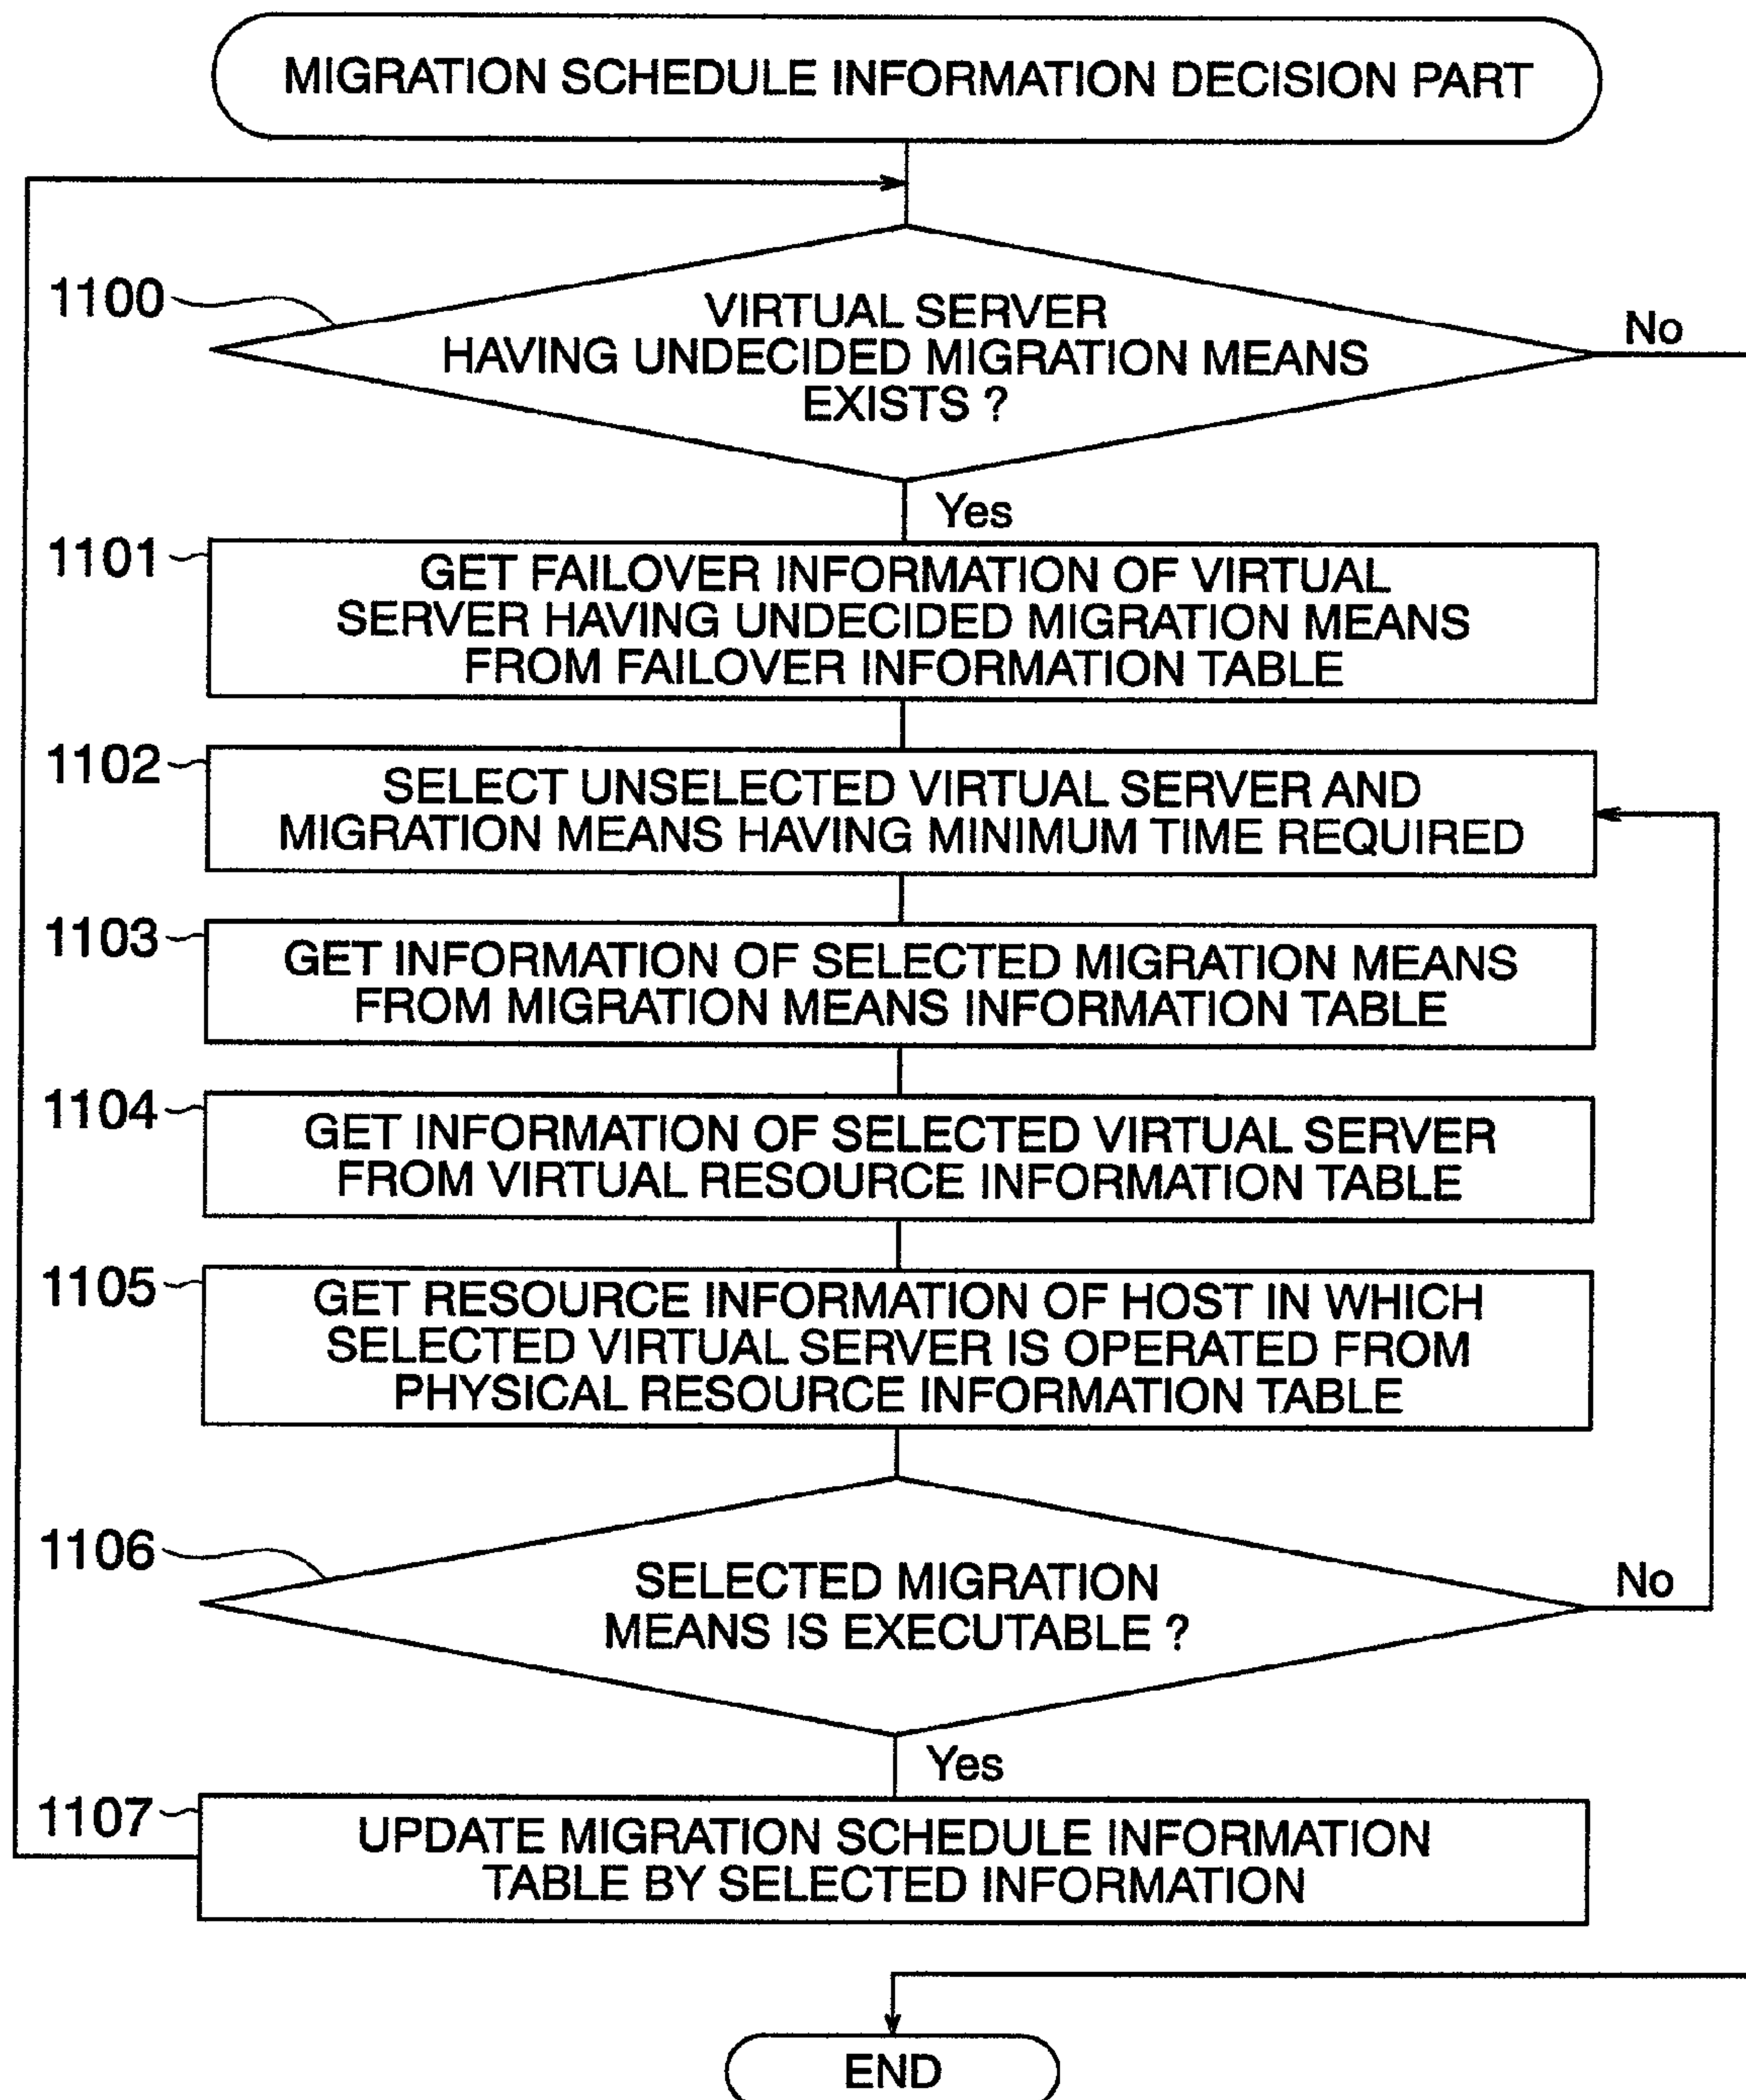 MIGRATION SCHEDULE INFORMATION DECISION PART
1100
VIRTUAL SERVER
HAVING UNDECIDED MIGRATION MEANS
EXISTS ?
No
Yes
1101
GET FAILOVER INFORMATION OF VIRTUAL
SERVER HAVING UNDECIDED MIGRATION MEANS
FROM FAILOVER INFORMATION TABLE
1102
SELECT UNSELECTED VIRTUAL SERVER AND
MIGRATION MEANS HAVING MINIMUM TIME REQUIRED
1103
GET INFORMATION OF SELECTED MIGRATION MEANS
FROM MIGRATION MEANS INFORMATION TABLE
1104
GET INFORMATION OF SELECTED VIRTUAL SERVER
FROM VIRTUAL RESOURCE INFORMATION TABLE
1105
GET RESOURCE INFORMATION OF HOST IN WHICH
SELECTED VIRTUAL SERVER IS OPERATED FROM
PHYSICAL RESOURCE INFORMATION TABLE
1106
SELECTED MIGRATION
MEANS IS EXECUTABLE ?
No
Yes
1107
UPDATE MIGRATION SCHEDULE INFORMATION
TABLE BY SELECTED INFORMATION
END